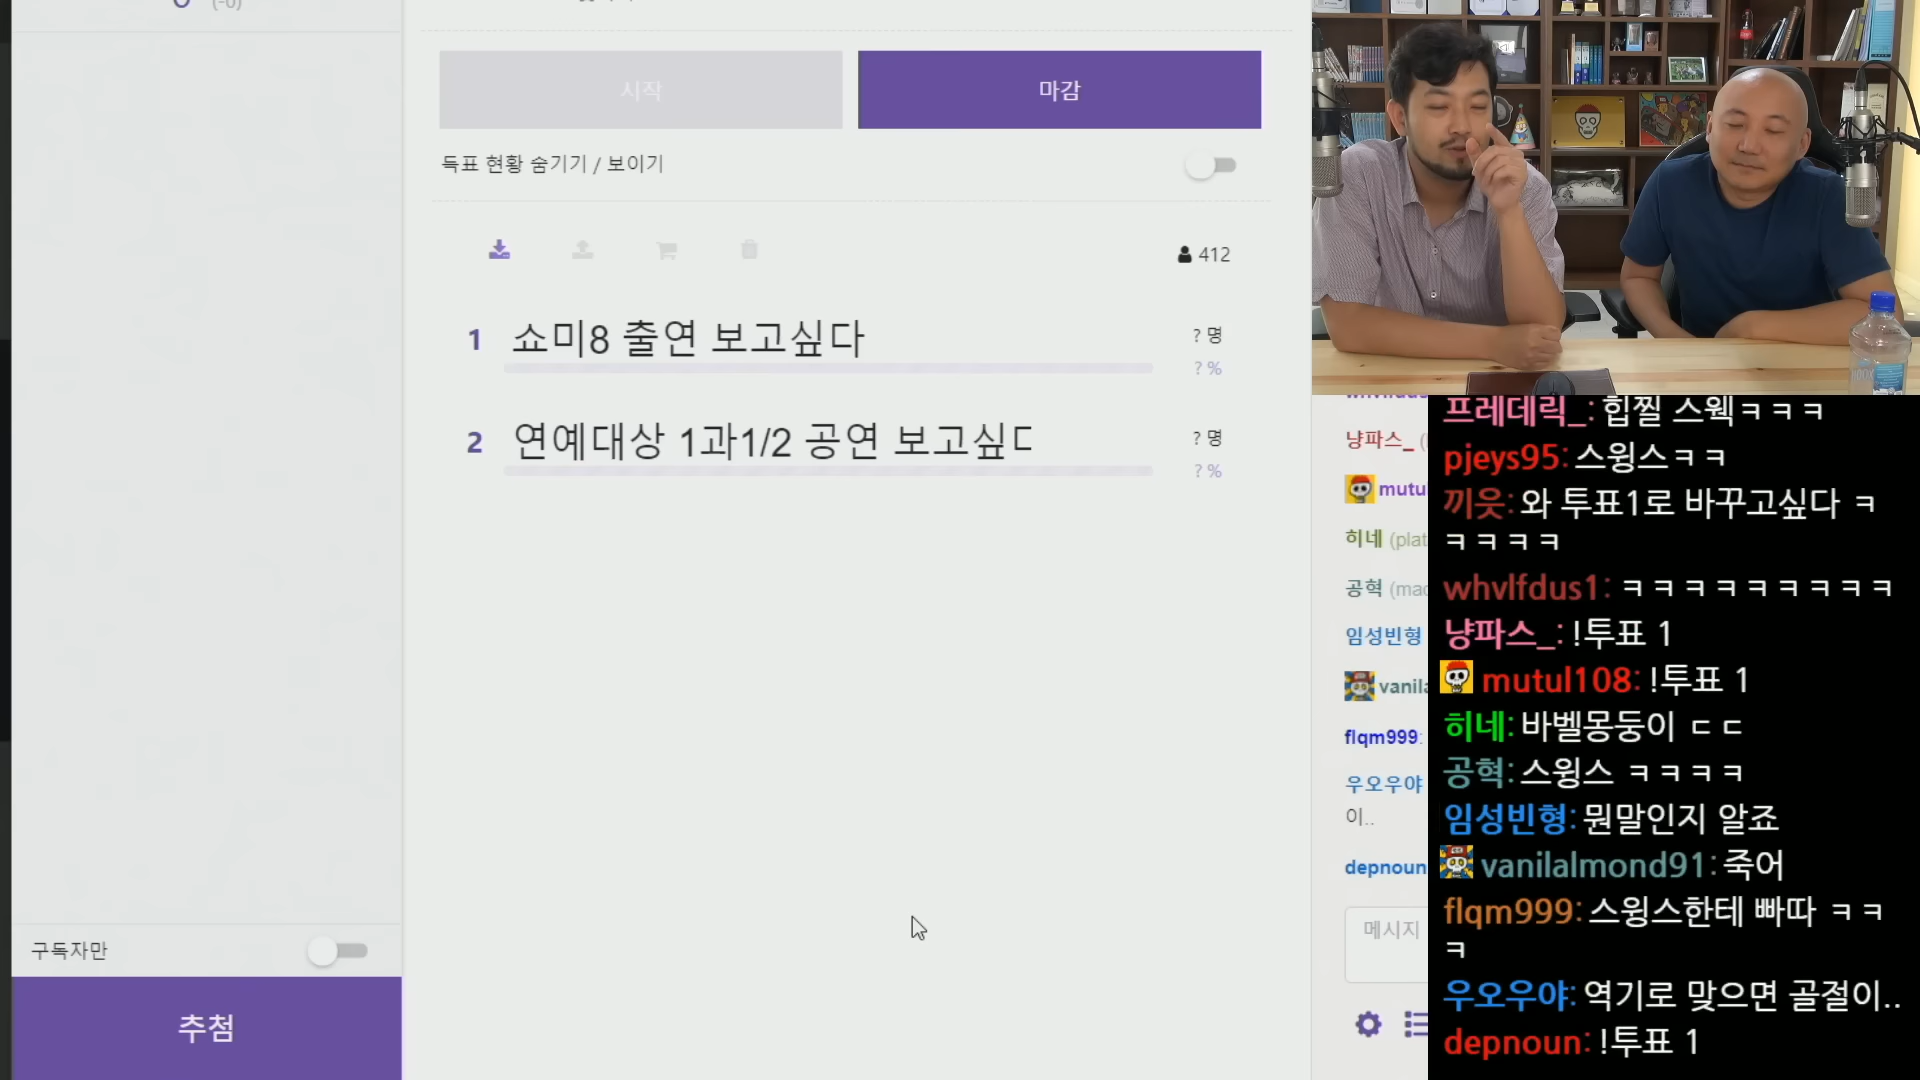 (-0)
시작
마감
득표 현황 숨기기 / 보이기
412
1 쇼미8 출연 보고싶다
? 명
? %
2 연예대상 1과1/2 공연 보고싶ㄷ
? 명
? %
구독자만
추첨
냥파스_
mutu
히네 (plat
공혁 (mac
임성빈형
vanila
flqm999:
우오우야
이..
depnoun
메시지
프레데릭_: 힙찔 스웩ㅋㅋㅋ
pjeys95: 스윙스ㅋㅋ
끼읏: 와 투표1로 바꾸고싶다 ㅋ
ㅋㅋㅋㅋ
whvlfdus1: ㅋㅋㅋㅋㅋㅋㅋㅋㅋ
냥파스_: !투표 1
mutul108: !투표 1
히네: 바벨몽둥이 ㄷㄷ
공혁: 스윙스 ㅋㅋㅋㅋ
임성빈형: 뭔말인지 알죠
vanilalmond91: 죽어
flqm999: 스윙스한테 빠따 ㅋㅋ
ㅋ
우오우야: 역기로 맞으면 골절이..
depnoun: !투표 1